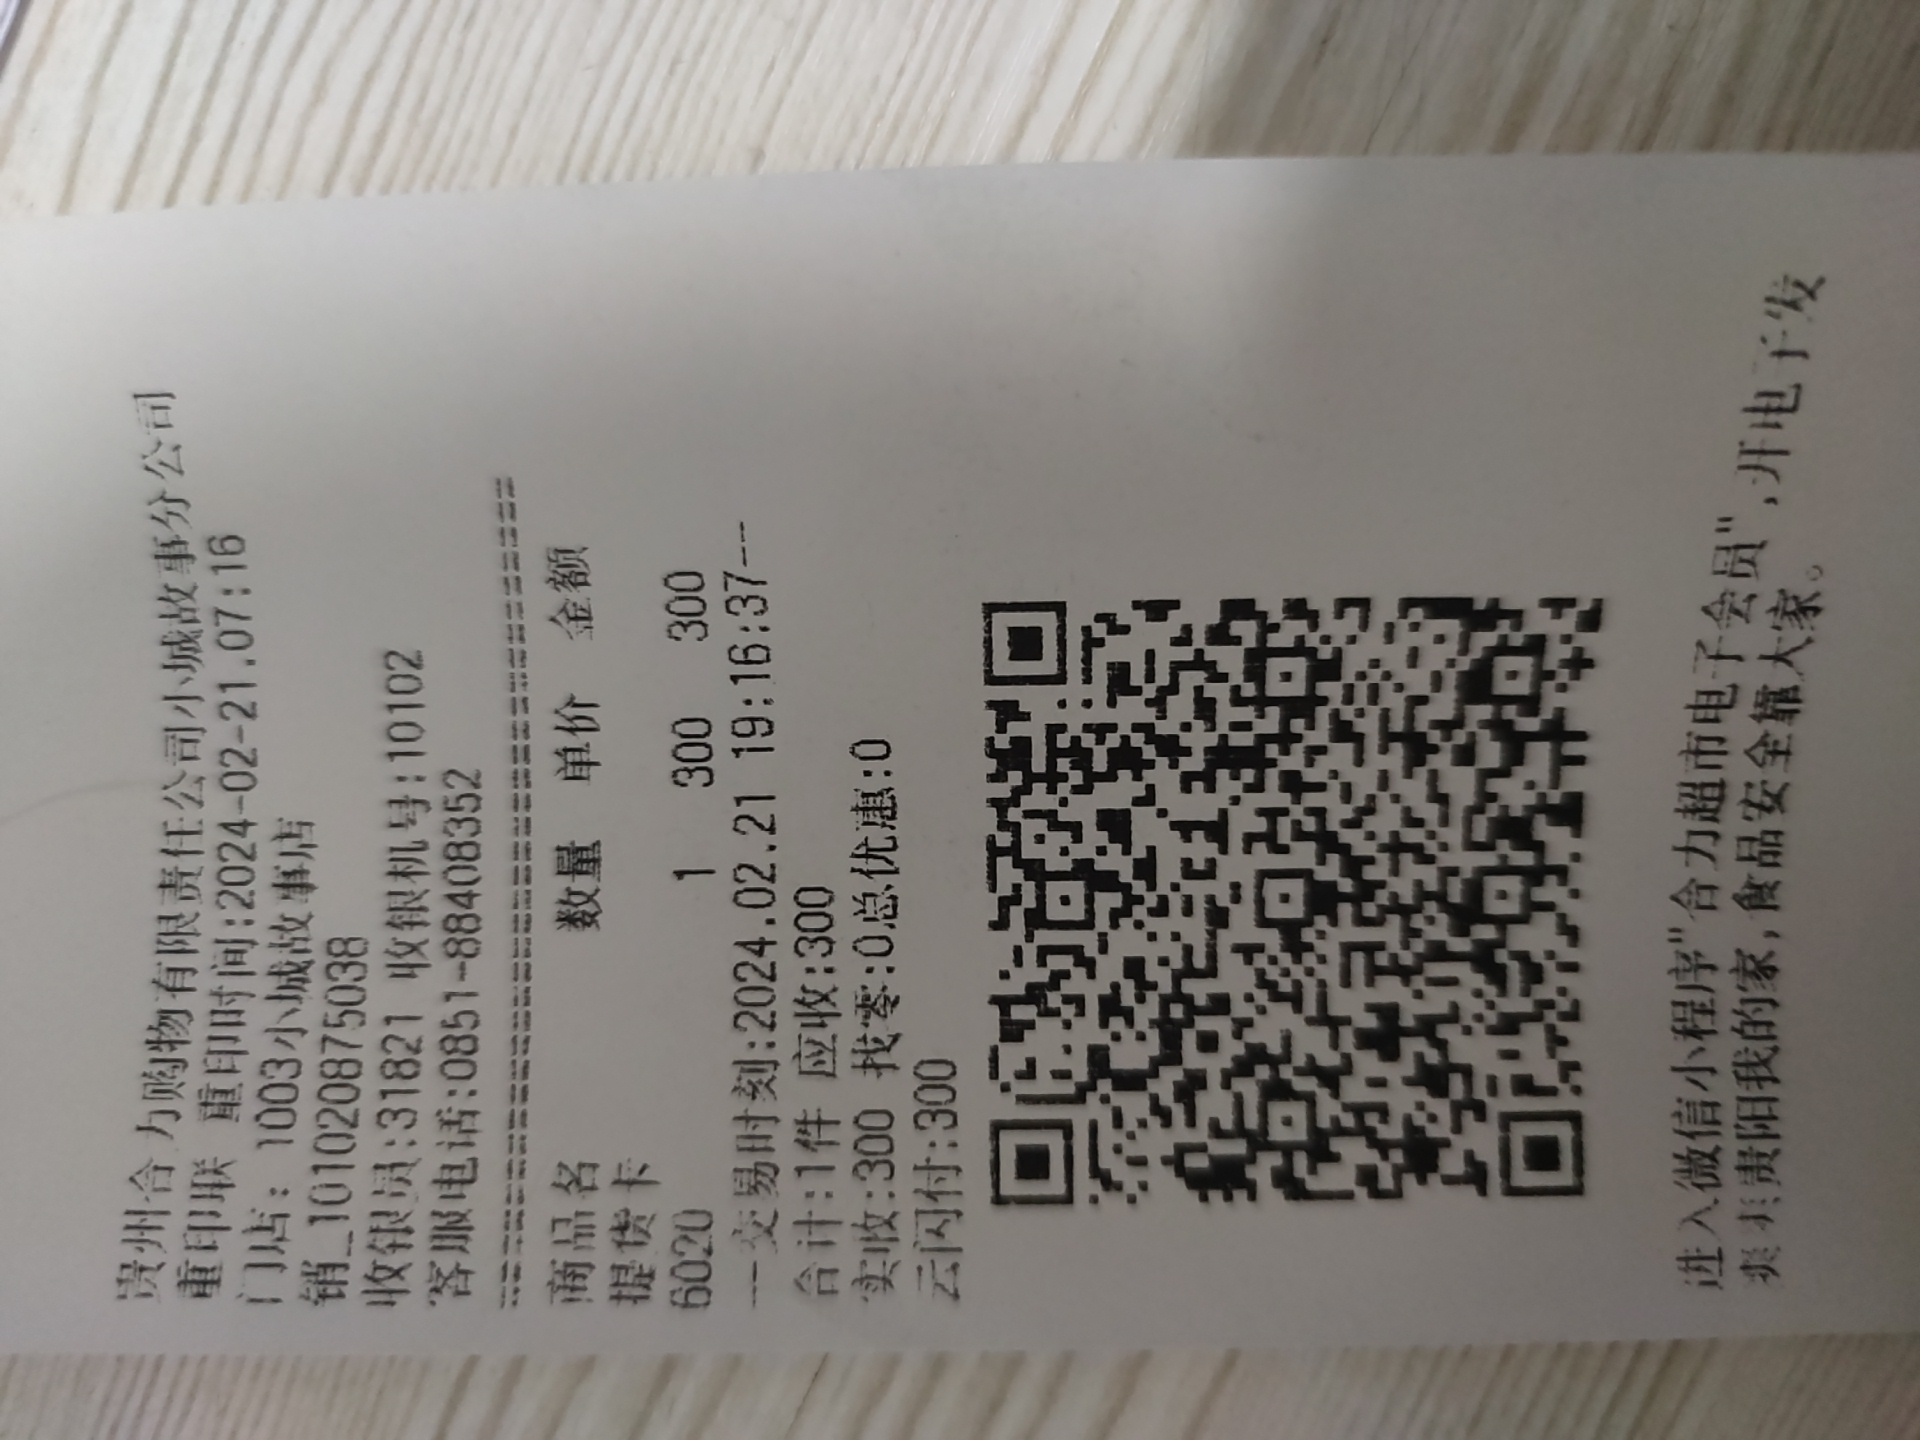 贵州合力购物有限责任公司小城故事分公司
重印联 重印时间:2024-02-21.07:16
门店: 1003小城故事店
销_1010208875038
收银员:31821 收银机号:10102
客服电话:0851-88408352
========================================
商品名 数量 单价 金额
提货卡
6020 1 300 300
--交易时刻:2024.02.21 19:16:37--
合计:1件 应收:300
实收:300 找零:0总优惠:0
云闪付:300
进入微信小程序"合力超市电子会员",开电子发
爽爽贵阳我的家,食品安全靠大家。